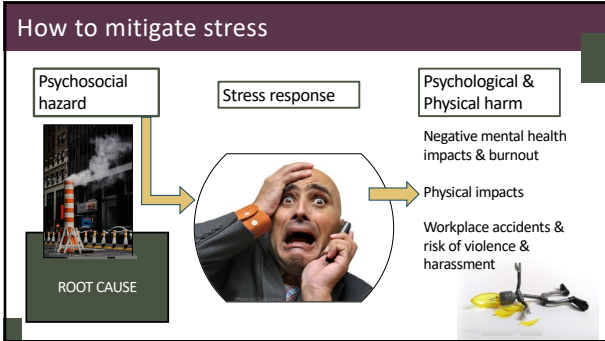 How to mitigate stress
Psychosocial
hazard
Stress response
Psychological &
Physical harm
Negative mental health
impacts & burnout
Physical impacts
Workplace accidents &
risk of violence &
harassment
ROOT CAUSE